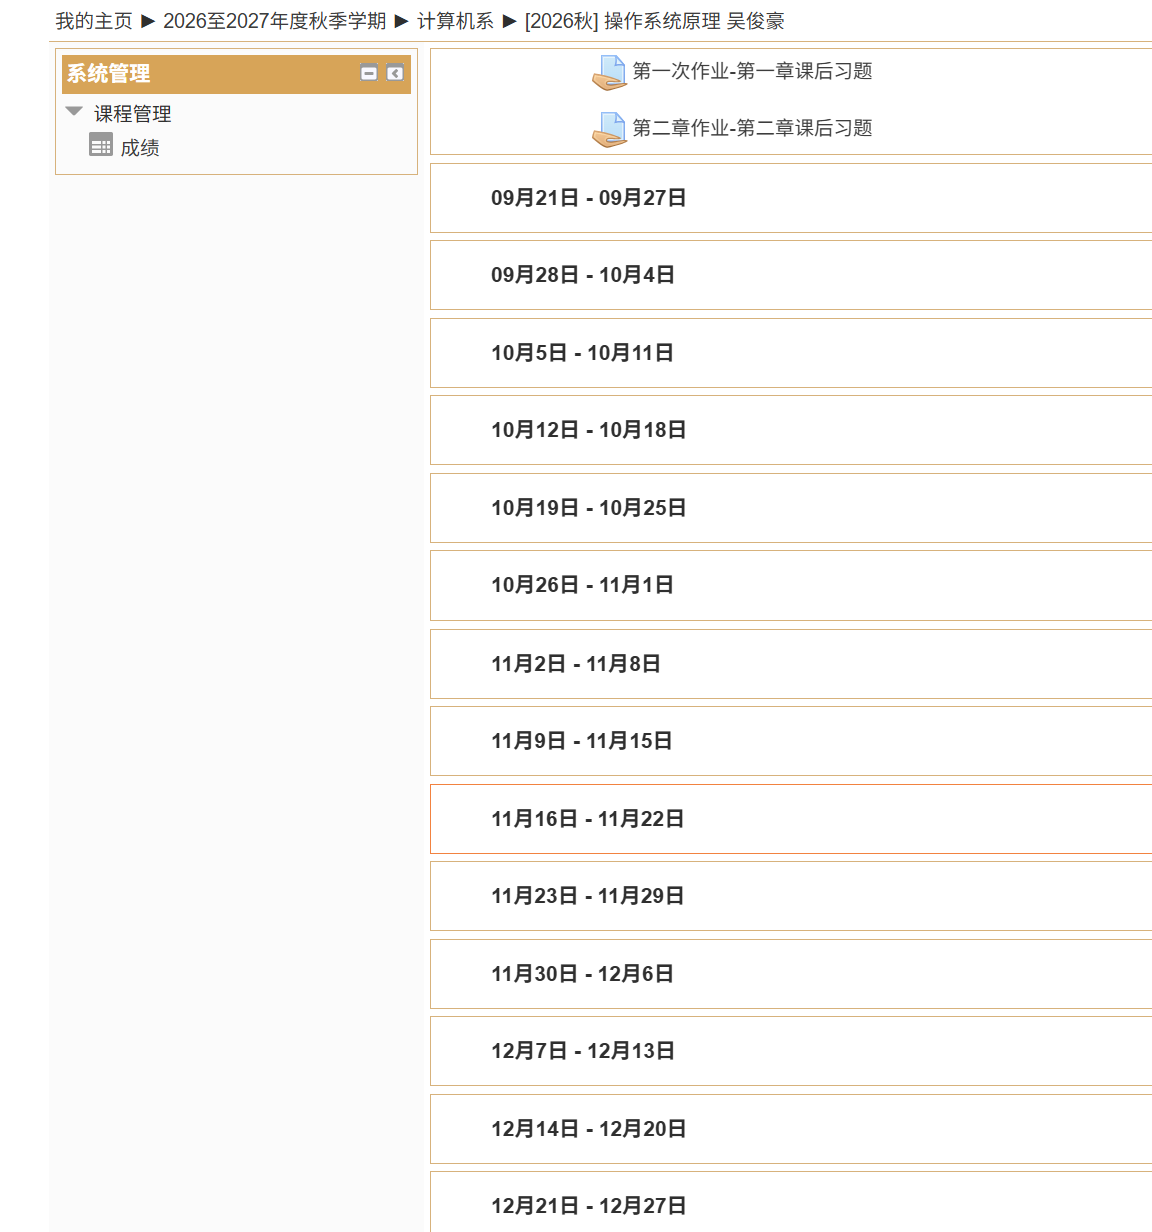 我的主页 ► 2026至2027年度秋季学期 ► 计算机系 ► [2026秋] 操作系统原理 吴俊豪
系统管理
课程管理
成绩
第一次作业-第一章课后习题
第二章作业-第二章课后习题
09月21日 - 09月27日
09月28日 - 10月4日
10月5日 - 10月11日
10月12日 - 10月18日
10月19日 - 10月25日
10月26日 - 11月1日
11月2日 - 11月8日
11月9日 - 11月15日
11月16日 - 11月22日
11月23日 - 11月29日
11月30日 - 12月6日
12月7日 - 12月13日
12月14日 - 12月20日
12月21日 - 12月27日